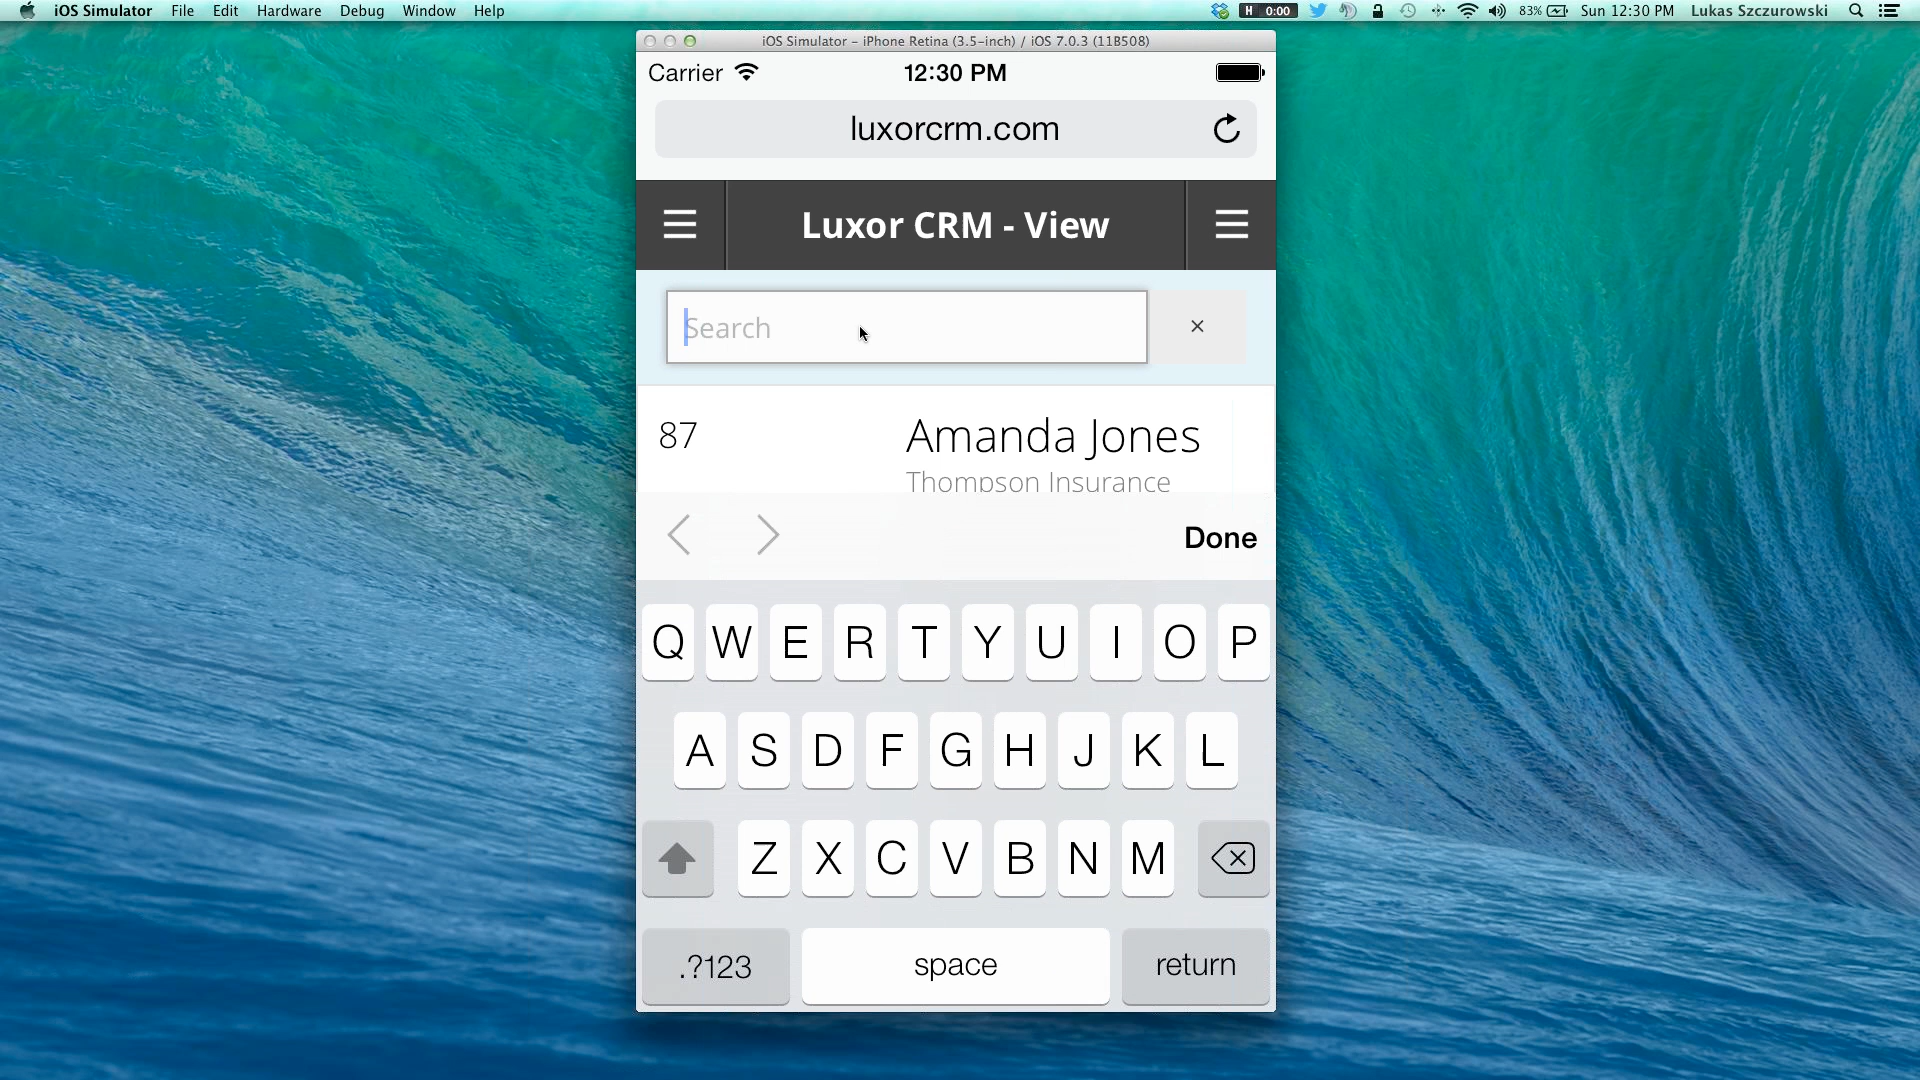 iOS Simulator File Edit Hardware Debug Window Help H 0:00 83% Sun 12:30 PM Lukas Szczurowski
iOS Simulator – iPhone Retina (3.5-inch) / iOS 7.0.3 (11B508)
Carrier 12:30 PM
luxorcrm.com
Luxor CRM - View
Search ×
87 Amanda Jones
Thompson Insurance
Done
Q W E R T Y U I O P
A S D F G H J K L
Z X C V B N M
.?123 space return